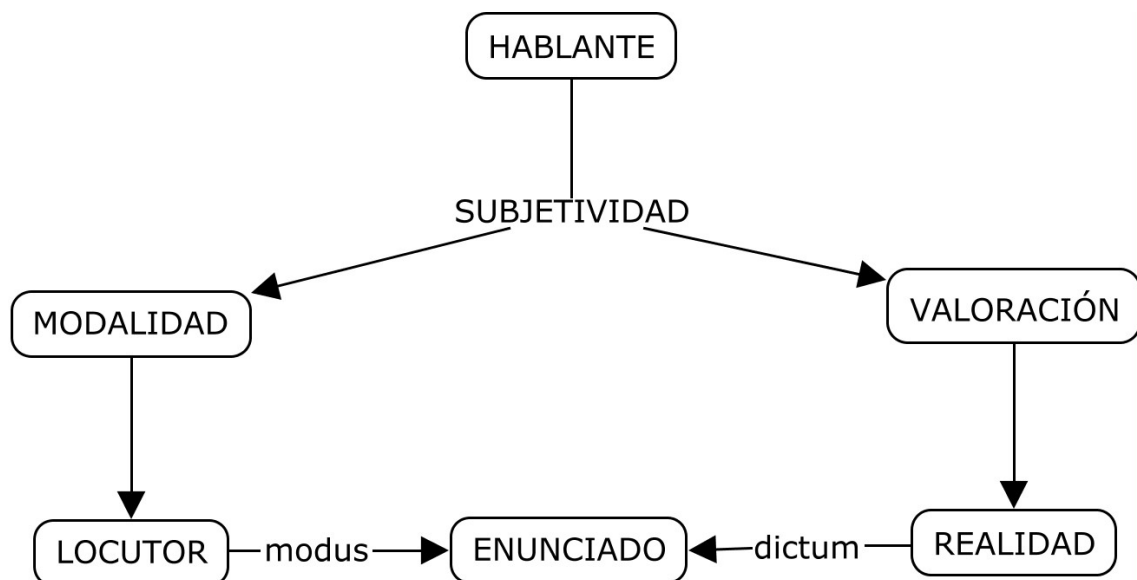 HABLANTE
SUBJETIVIDAD
MODALIDAD
VALORACIÓN
LOCUTOR
modus
ENUNCIADO
dictum
REALIDAD